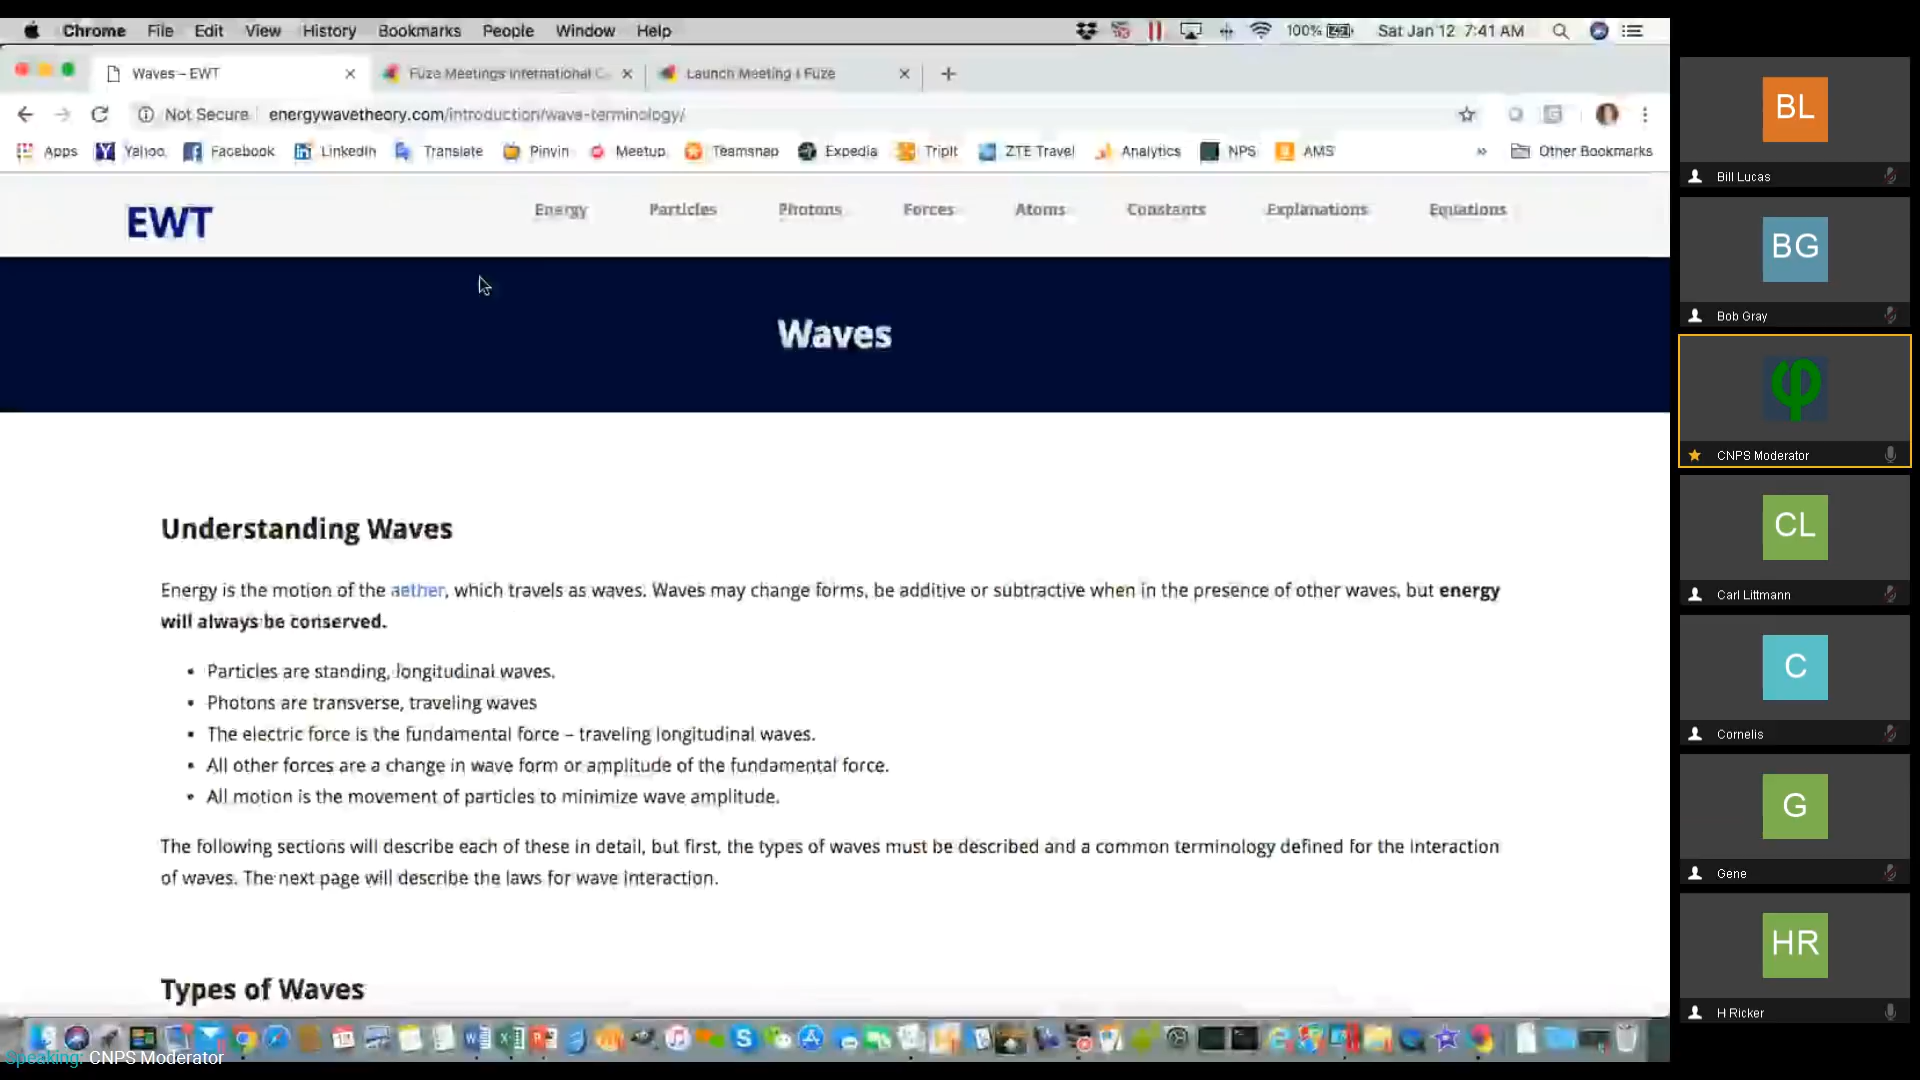 Chrome File Edit View History Bookmarks People Window Help 100% Sat Jan 12 7:41 AM
Waves – EWT Fuze Meetings International C Launch Meeting | Fuze
Not Secure energywavetheory.com/introduction/wave-terminology/
Apps Yahoo Facebook LinkedIn Translate Pinvin Meetup Teamsnap Expedia TripIt ZTE Travel Analytics NPS AMS » Other Bookmarks
EWT Energy Particles Photons Forces Atoms Constants Explanations Equations
Waves
Understanding Waves
Energy is the motion of the aether, which travels as waves. Waves may change forms, be additive or subtractive when in the presence of other waves, but energy
will always be conserved.
• Particles are standing, longitudinal waves.
• Photons are transverse, traveling waves
• The electric force is the fundamental force – traveling longitudinal waves.
• All other forces are a change in wave form or amplitude of the fundamental force.
• All motion is the movement of particles to minimize wave amplitude.
The following sections will describe each of these in detail, but first, the types of waves must be described and a common terminology defined for the interaction
of waves. The next page will describe the laws for wave interaction.
Types of Waves
Speaking: CNPS Moderator
BL
Bill Lucas
BG
Bob Gray
φ
CNPS Moderator
CL
Carl Littmann
C
Cornelis
G
Gene
HR
H Ricker